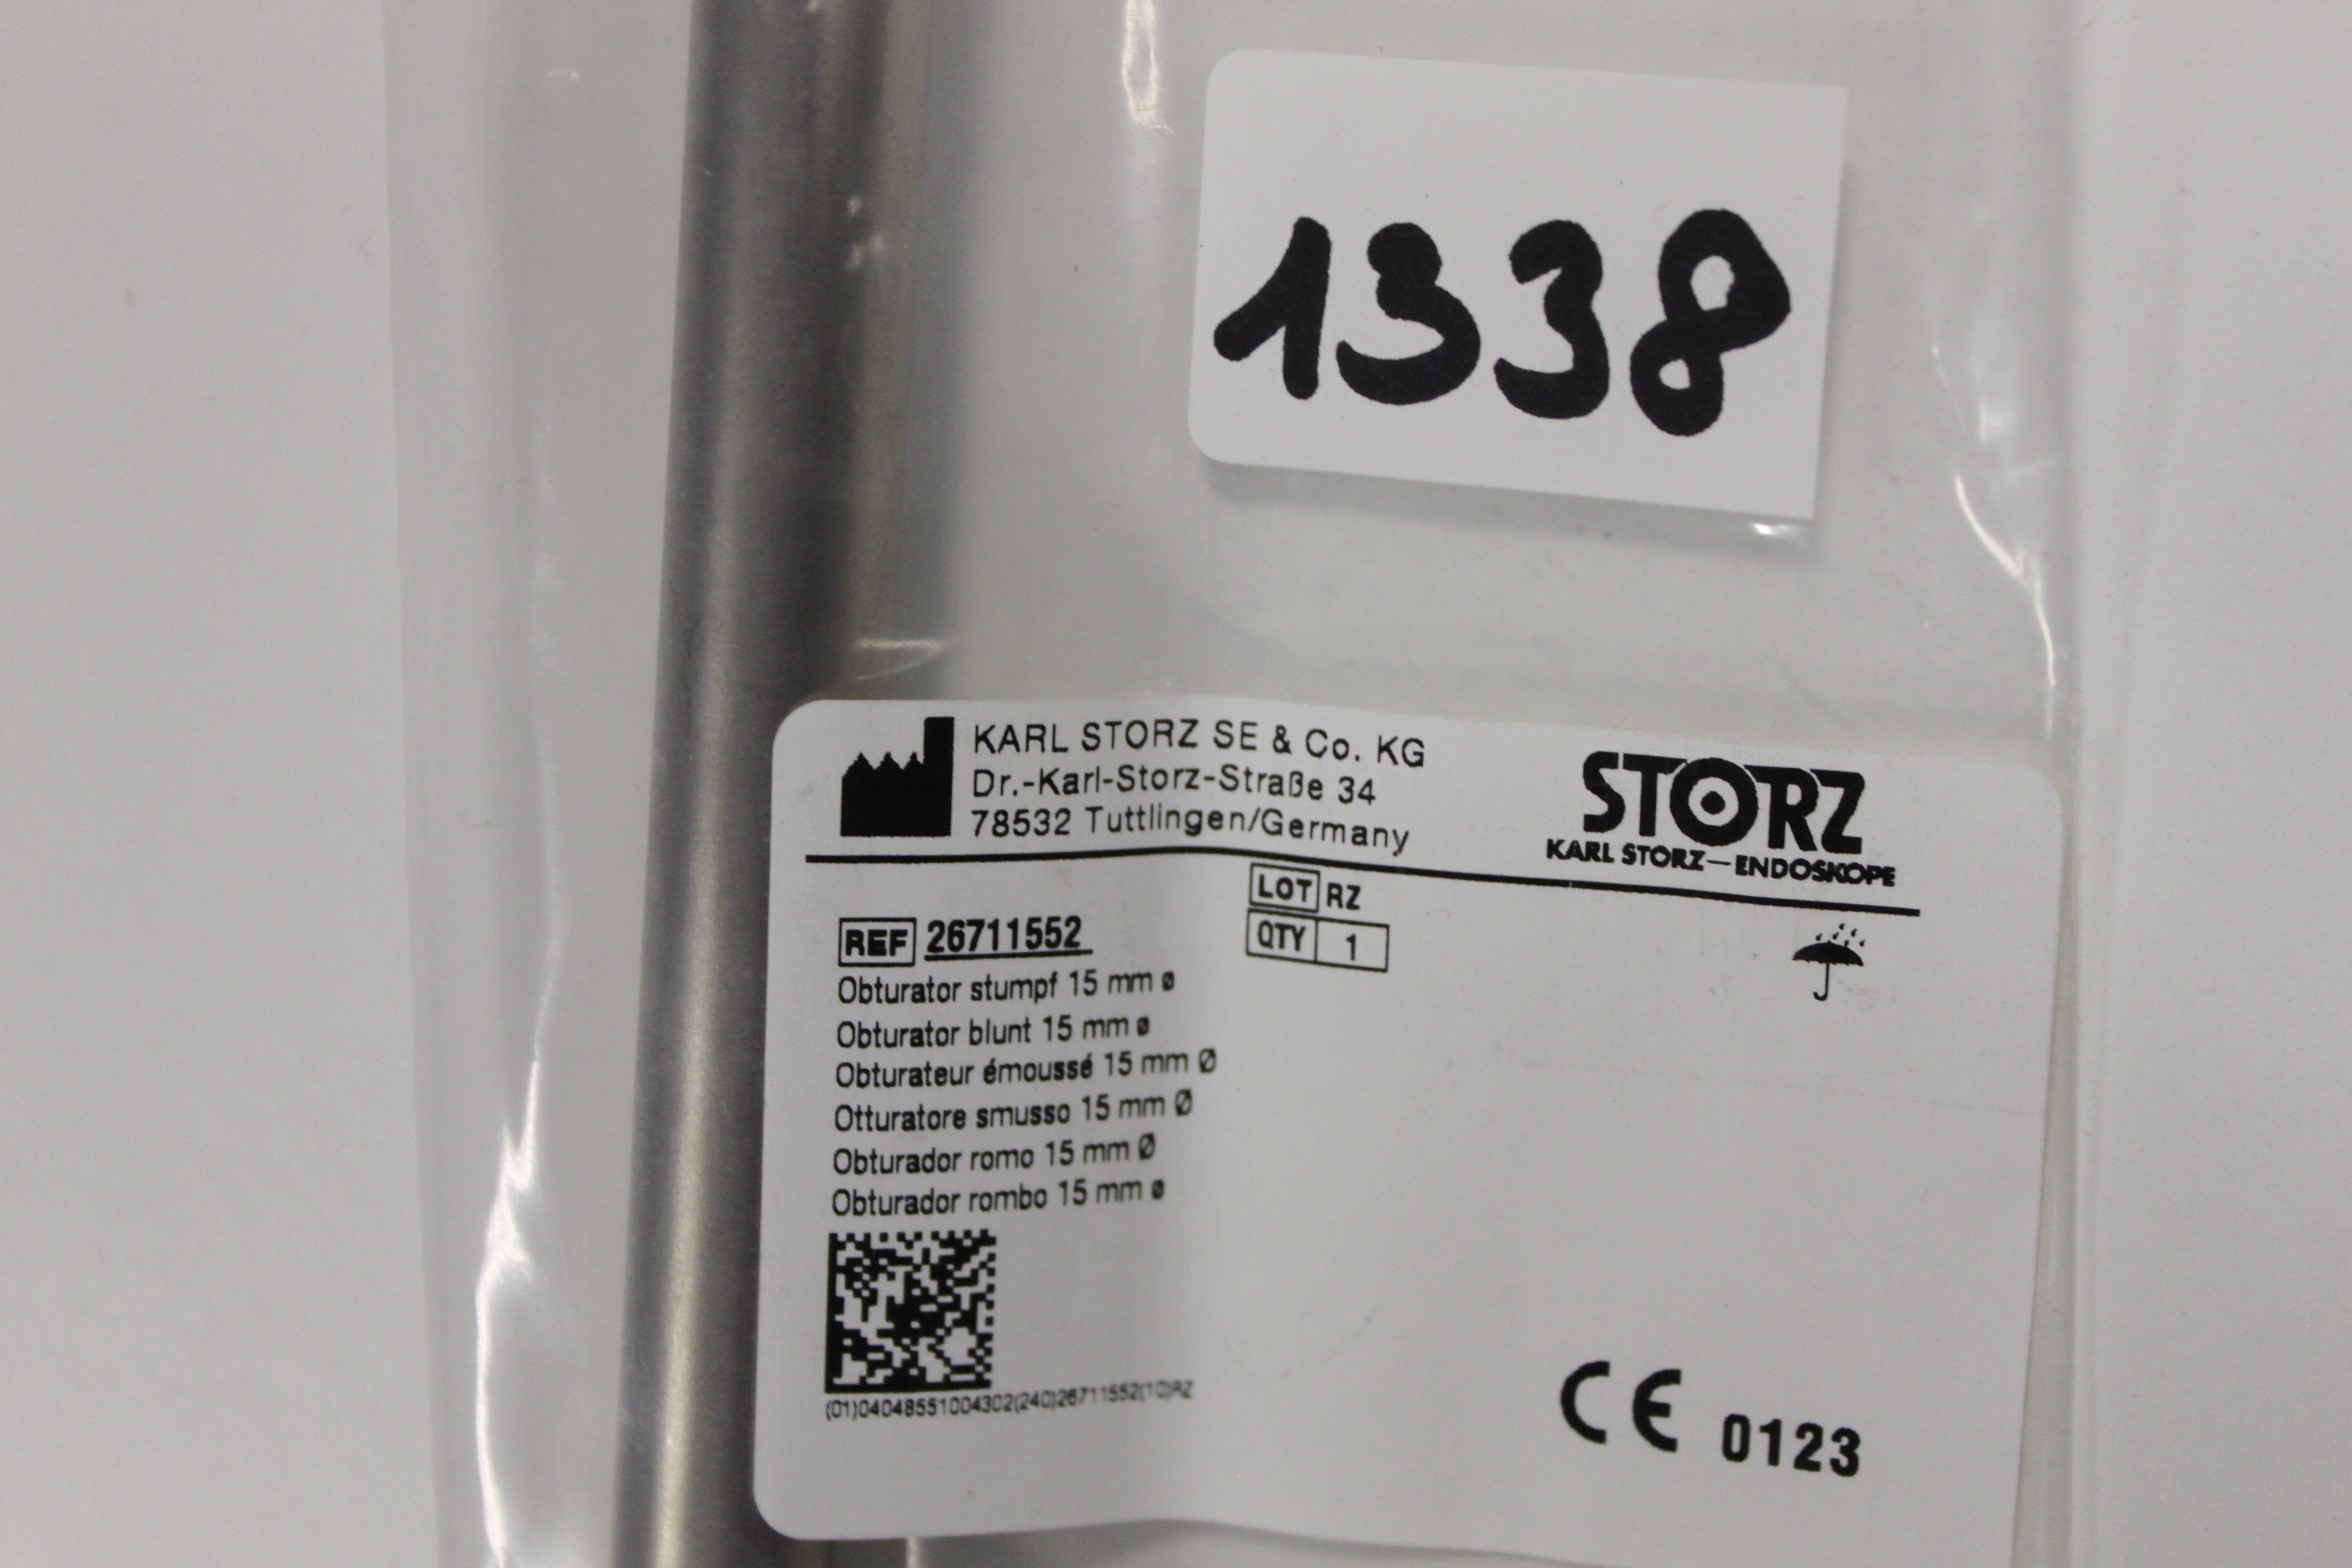 1338
KARL STORZ SE & Co. KG
Dr.-Karl-Storz-Straße 34
78532 Tuttlingen/Germany
STORZ
KARL STORZ—ENDOSKOPE
LOT RZ
QTY 1
REF 26711552
Obturator stumpf 15 mm ø
Obturator blunt 15 mm ø
Obturateur émoussé 15 mm Ø
Otturatore smusso 15 mm Ø
Obturador romo 15 mm Ø
Obturador rombo 15 mm ø
(01)04048551004302(240)26711552(10)RZ
CE 0123